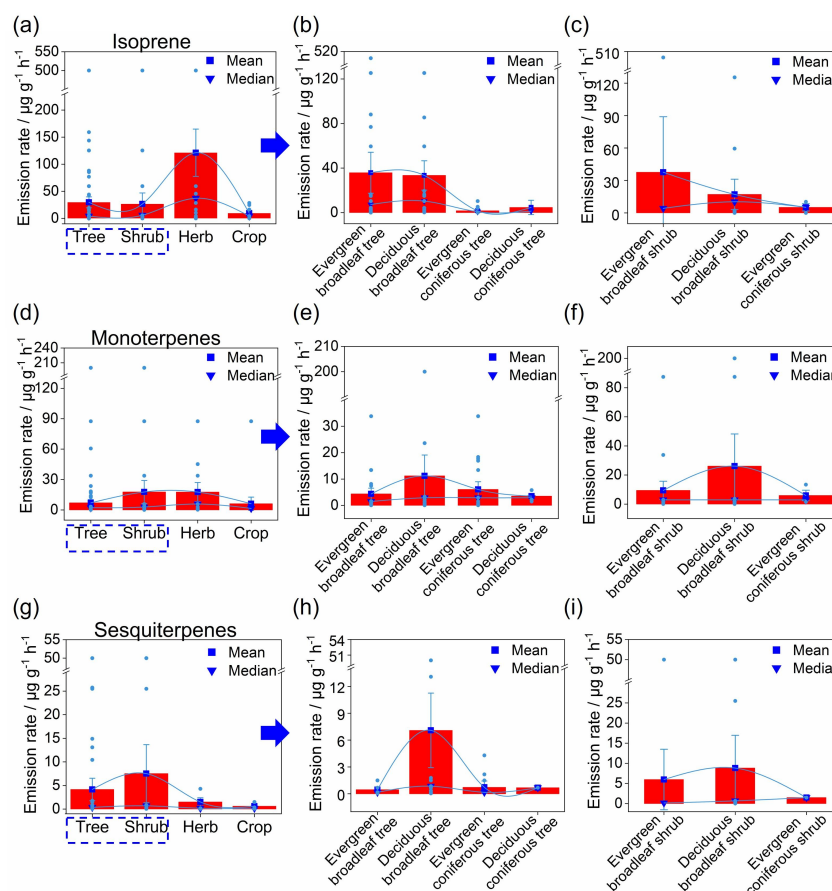 (a)
Isoprene
Emission rate / µg g⁻¹ h⁻¹
550
500
200
150
100
50
0
Mean
Median
Tree
Shrub
Herb
Crop
(b)
Emission rate / µg g⁻¹ h⁻¹
520
120
80
40
0
Mean
Median
Evergreen
broadleaf tree
Deciduous
broadleaf tree
Evergreen
coniferous tree
Deciduous
coniferous tree
(c)
Emission rate / µg g⁻¹ h⁻¹
510
120
90
60
30
0
Mean
Median
Evergreen
broadleaf shrub
Deciduous
broadleaf shrub
Evergreen
coniferous shrub
(d)
Monoterpenes
Emission rate / µg g⁻¹ h⁻¹
240
210
120
90
60
30
0
Mean
Median
Tree
Shrub
Herb
Crop
(e)
Emission rate / µg g⁻¹ h⁻¹
210
200
30
20
10
0
Mean
Median
Evergreen
broadleaf tree
Deciduous
broadleaf tree
Evergreen
coniferous tree
Deciduous
coniferous tree
(f)
Emission rate / µg g⁻¹ h⁻¹
200
80
60
40
20
0
Mean
Median
Evergreen
broadleaf shrub
Deciduous
broadleaf shrub
Evergreen
coniferous shrub
(g)
Sesquiterpenes
Emission rate / µg g⁻¹ h⁻¹
55
50
25
20
15
10
5
0
Mean
Median
Tree
Shrub
Herb
Crop
(h)
Emission rate / µg g⁻¹ h⁻¹
54
51
9
6
3
0
Mean
Median
Evergreen
broadleaf tree
Deciduous
broadleaf tree
Evergreen
coniferous tree
Deciduous
coniferous tree
(i)
Emission rate / µg g⁻¹ h⁻¹
55
50
25
20
15
10
5
0
Mean
Median
Evergreen
broadleaf shrub
Deciduous
broadleaf shrub
Evergreen
coniferous shrub